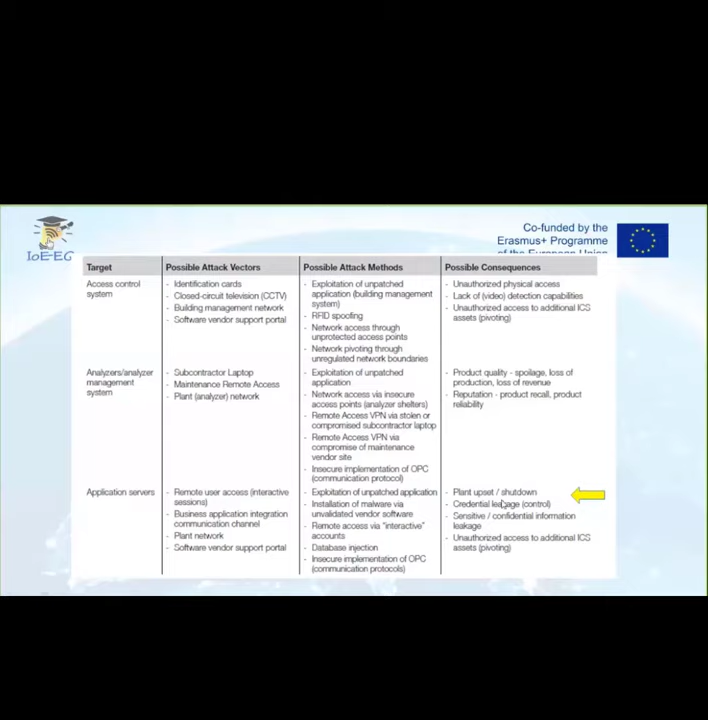 Co-funded by the
Erasmus+ Programme
of the European Union
IoE-EG
Target
Possible Attack Vectors
Possible Attack Methods
Possible Consequences
Access control
system
- Identification cards
- Closed-circuit television (CCTV)
- Building management network
- Software vendor support portal
- Exploitation of unpatched
application (building management
system)
- RFID spoofing
- Network access through
unprotected access points
- Network pivoting through
unregulated network boundaries
- Unauthorized physical access
- Lack of (video) detection capabilities
- Unauthorized access to additional ICS
assets (pivoting)
Analyzers/analyzer
management
system
- Subcontractor Laptop
- Maintenance Remote Access
- Plant (analyzer) network
- Exploitation of unpatched
application
- Network access via insecure
access points (analyzer shelters)
- Remote Access VPN via stolen or
compromised subcontractor laptop
- Remote Access VPN via
compromise of maintenance
vendor site
- Insecure implementation of OPC
(communication protocol)
- Product quality - spoilage, loss of
production, loss of revenue
- Reputation - product recall, product
reliability
Application servers
- Remote user access (interactive
sessions)
- Business application integration
communication channel
- Plant network
- Software vendor support portal
- Exploitation of unpatched application
- Installation of malware via
unvalidated vendor software
- Remote access via "interactive"
accounts
- Database injection
- Insecure implementation of OPC
(communication protocols)
- Plant upset / shutdown
- Credential leakage (control)
- Sensitive / confidential information
leakage
- Unauthorized access to additional ICS
assets (pivoting)